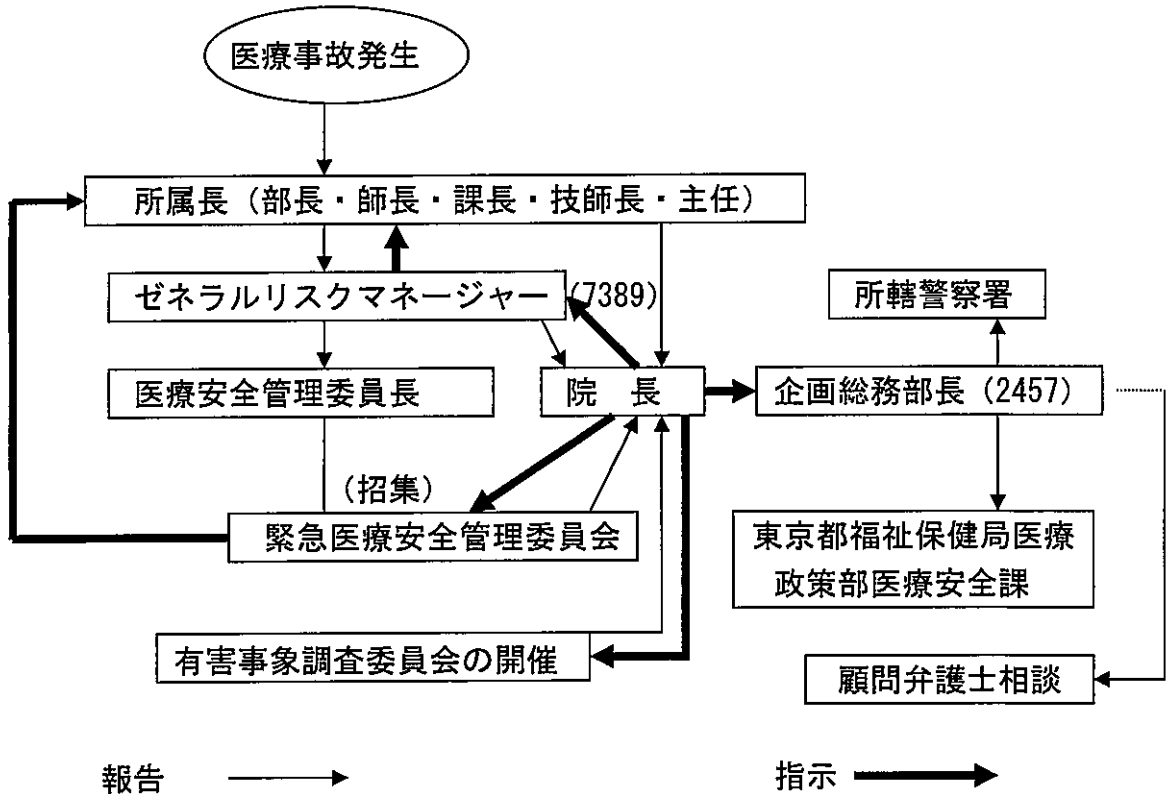 医療事故発生
所属長（部長・師長・課長・技師長・主任）
ゼネラルリスクマネージャー（7389）
所轄警察署
医療安全管理委員長
院　長
企画総務部長（2457）
（招集）
緊急医療安全管理委員会
東京都福祉保健局医療
政策部医療安全課
有害事象調査委員会の開催
顧問弁護士相談
報告
指示